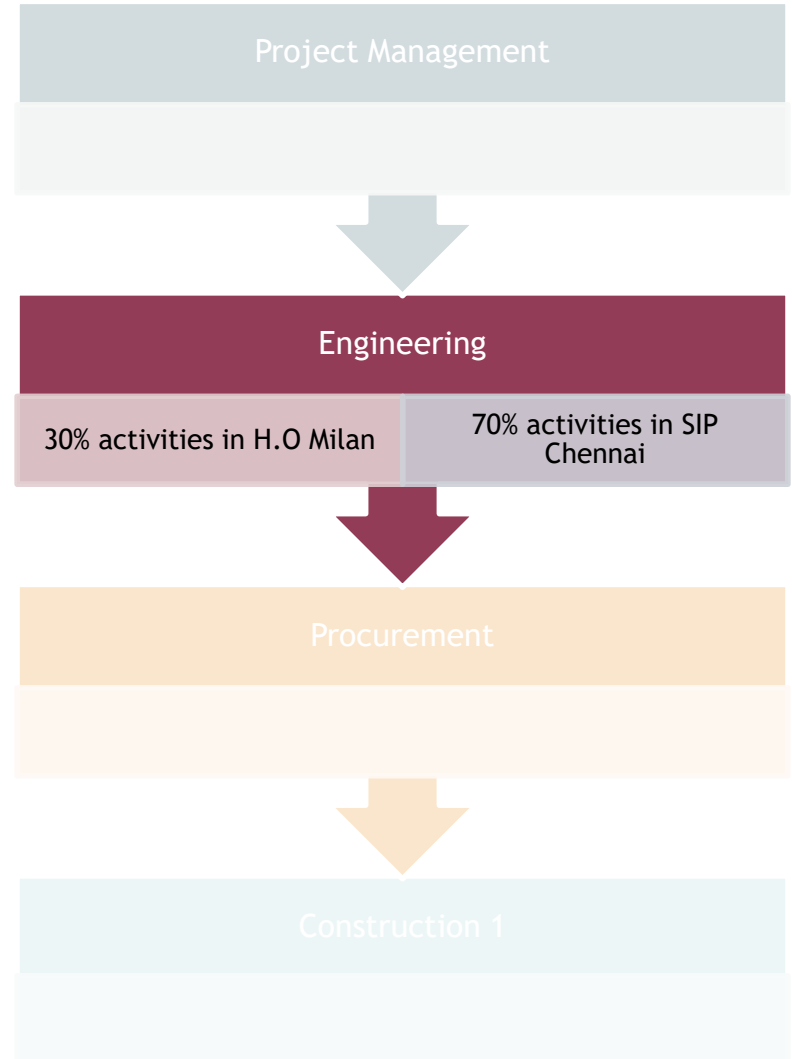 Project Management
Engineering
30% activities in H.O Milan
70% activities in SIP
Chennai
Procurement
Construction 1